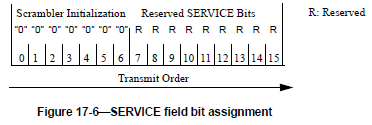 Scrambler Initialization Reserved SERVICE Bits R: Reserved
"0" "0" "0" "0" "0" "0" "0" R R R R R R R R R
0 1 2 3 4 5 6 7 8 9 10 11 12 13 14 15
Transmit Order
Figure 17-6—SERVICE field bit assignment